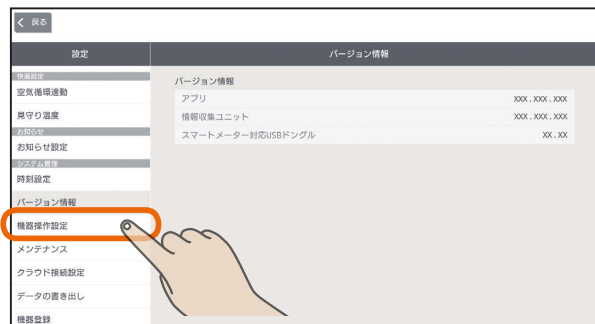 戻る
設定
快適設定
空気循環連動
見守り温度
お知らせ
お知らせ設定
システム管理
時刻設定
バージョン情報
機器操作設定
メンテナンス
クラウド接続設定
データの書き出し
機器登録
バージョン情報
バージョン情報
アプリ XXX.XXX.XXX
情報収集ユニット XXX.XXX.XXX
スマートメーター対応USBドングル XX.XX